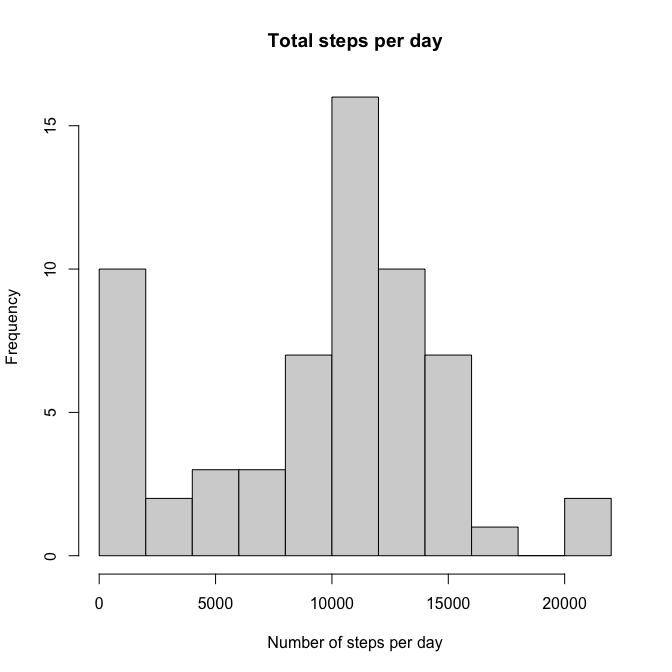 Total steps per day
15
10
5
0
Frequency
0 5000 10000 15000 20000
Number of steps per day